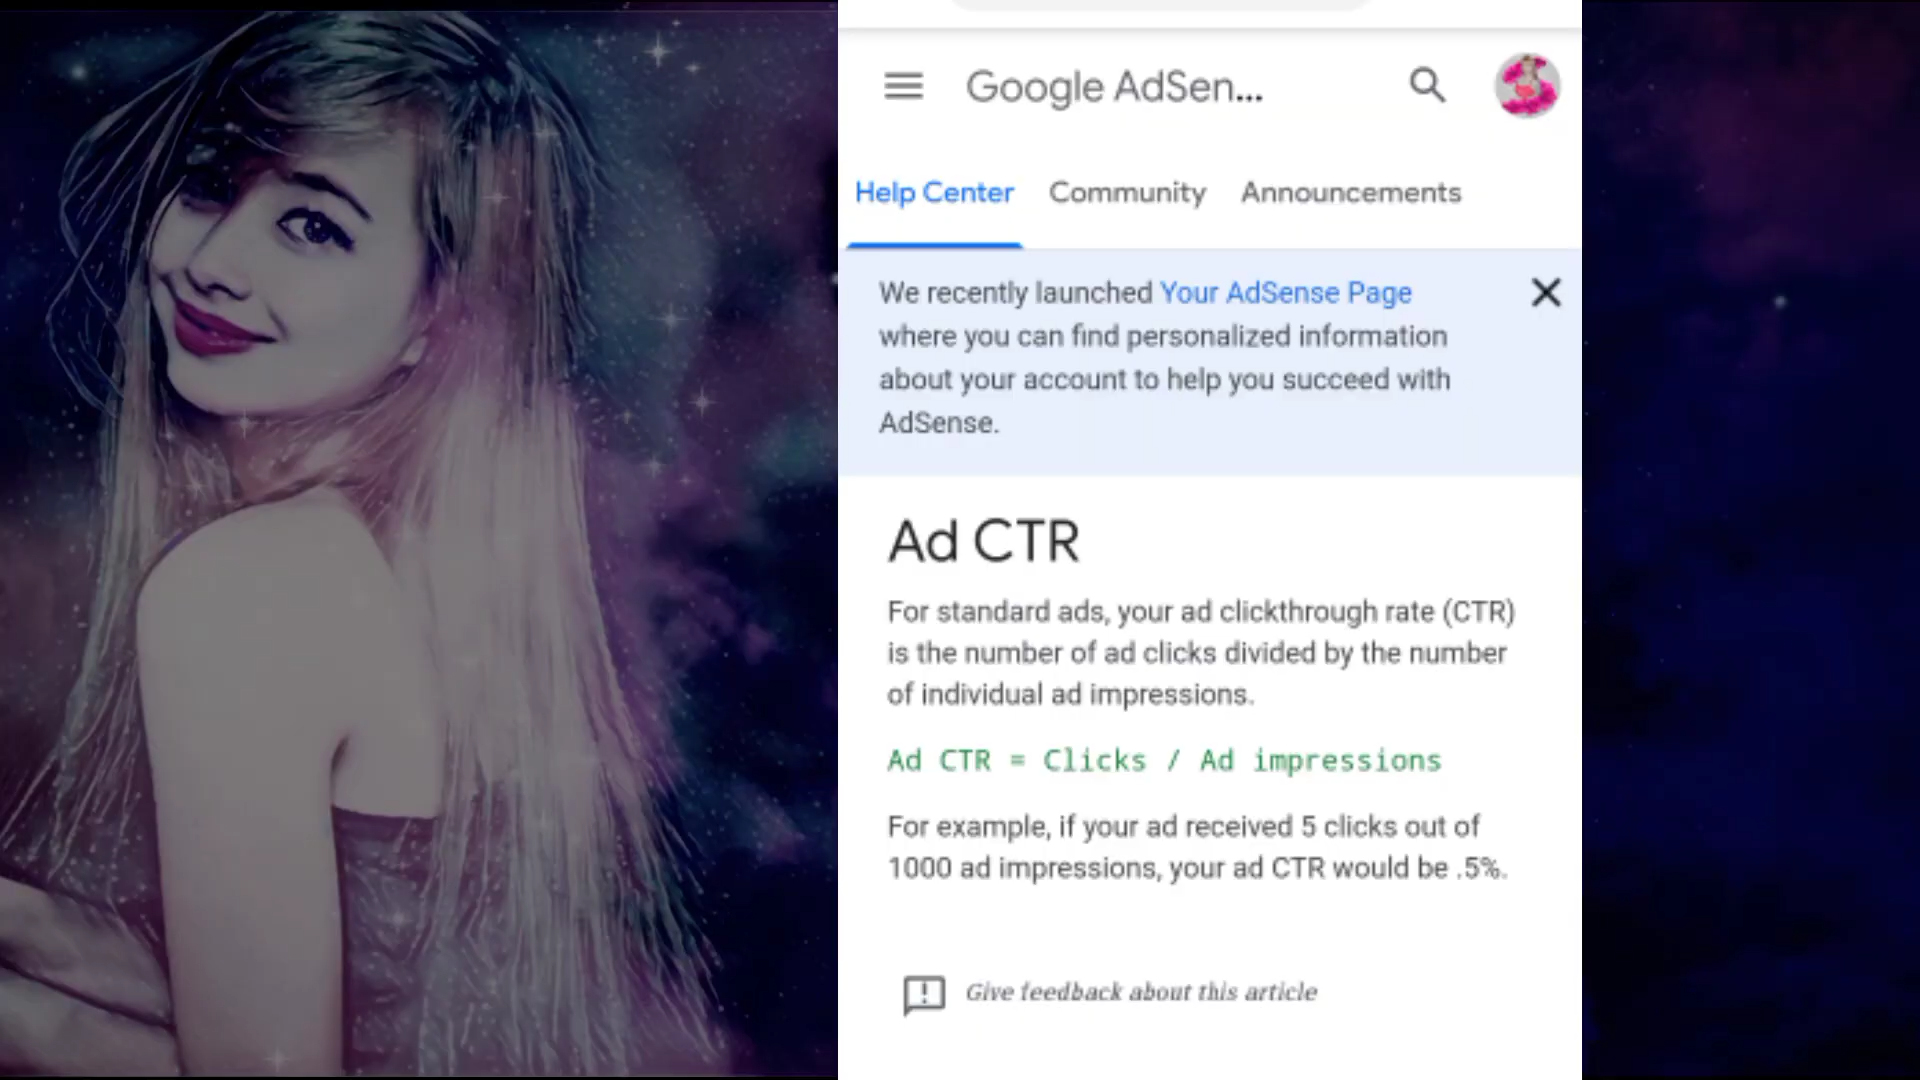 Google AdSen...
Help Center Community Announcements
We recently launched Your AdSense Page
where you can find personalized information
about your account to help you succeed with
AdSense.
Ad CTR
For standard ads, your ad clickthrough rate (CTR)
is the number of ad clicks divided by the number
of individual ad impressions.
Ad CTR = Clicks / Ad impressions
For example, if your ad received 5 clicks out of
1000 ad impressions, your ad CTR would be .5%.
Give feedback about this article